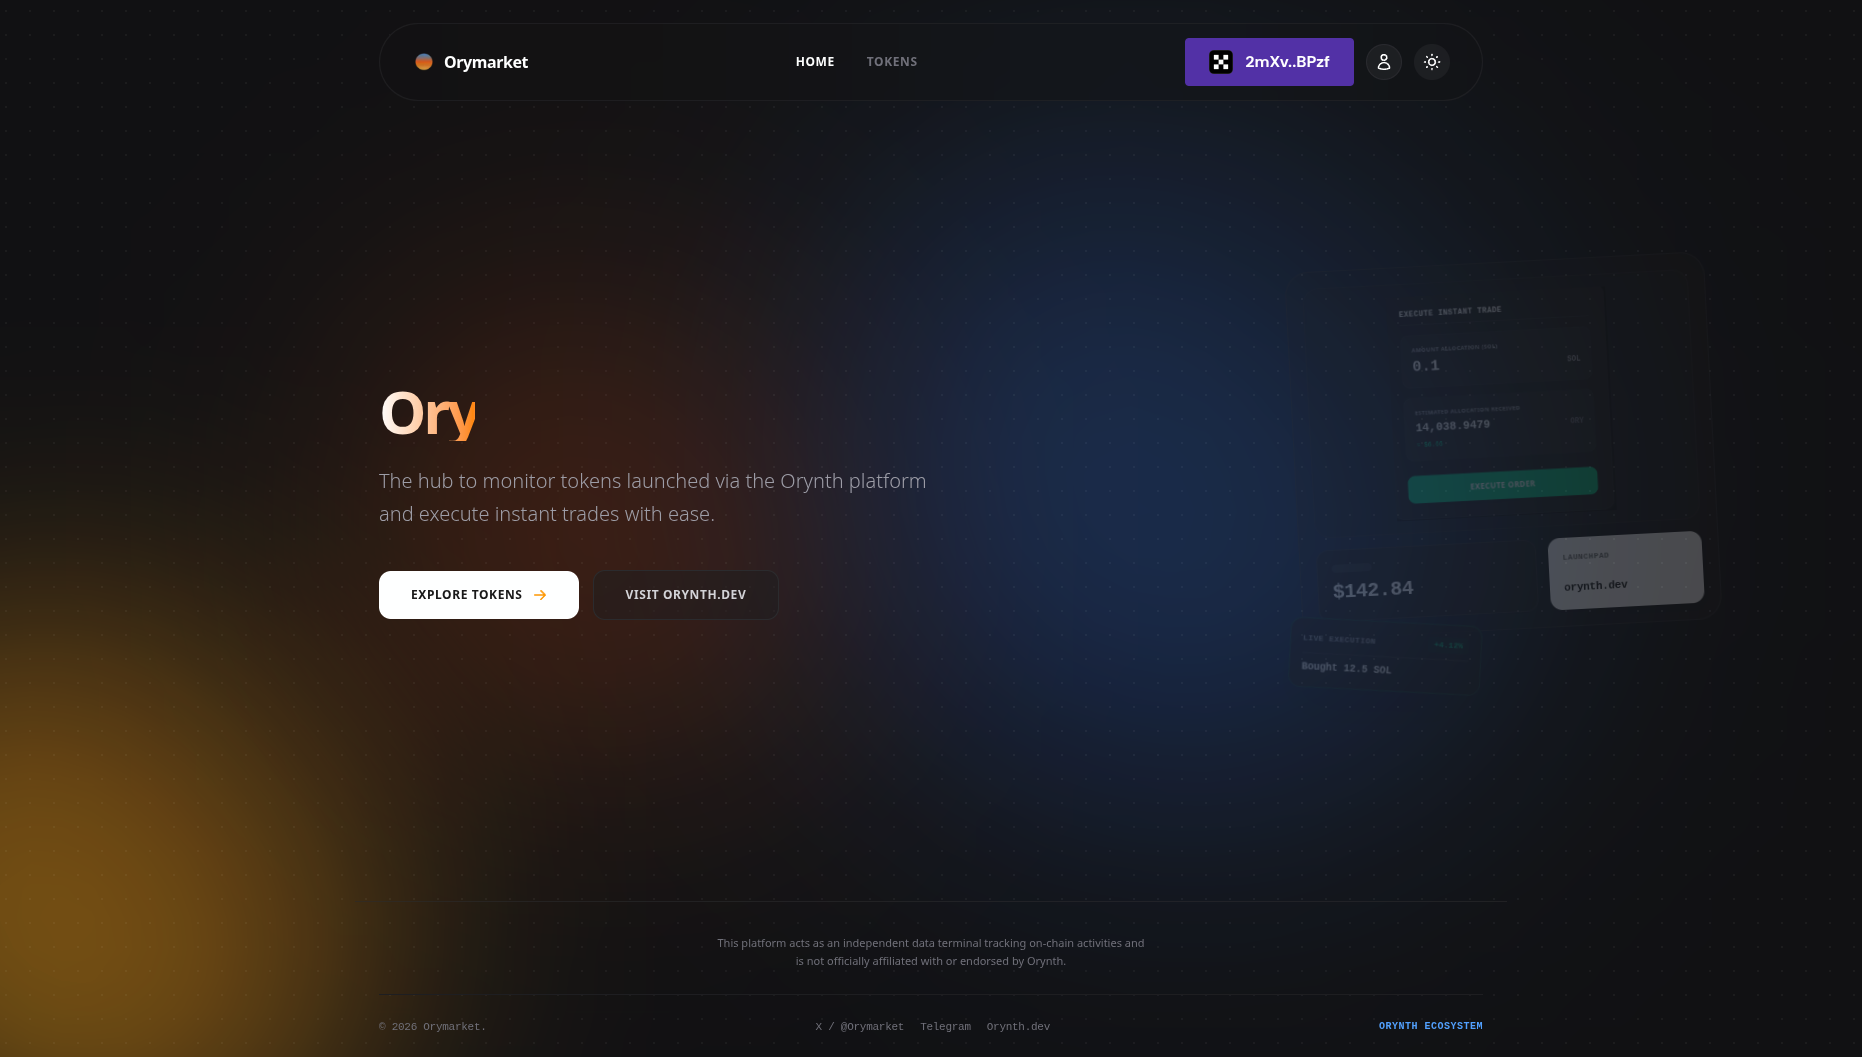 Orymarket
HOME
TOKENS
2mXv..BPzf
EXECUTE INSTANT TRADE
0.1
SOL
14,038.9479
EXECUTE ORDER
Ory
The hub to monitor tokens launched via the Orynth platform
and execute instant trades with ease.
EXPLORE TOKENS →
VISIT ORYNTH.DEV
LAUNCHPAD
orynth.dev
$142.84
LIVE EXECUTION
Bought 12.5 SOL
This platform acts as an independent data terminal tracking on-chain activities and
is not officially affiliated with or endorsed by Orynth.
© 2026 Orymarket.
X / @Orymarket
Telegram
Orynth.dev
ORYNTH ECOSYSTEM